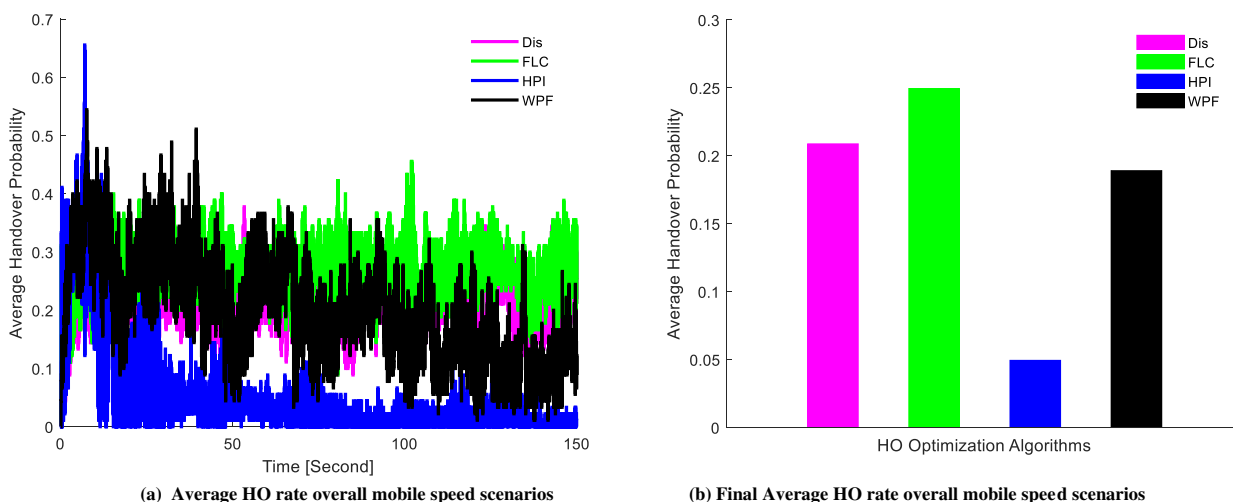 0.7
0.6
0.5
0.4
0.3
0.2
0.1
0
0
50
100
150
Average Handover Probability
Time [Second]
Dis
FLC
HPI
WPF
(a) Average HO rate overall mobile speed scenarios
0.3
0.25
0.2
0.15
0.1
0.05
0
Average Handover Probability
HO Optimization Algorithms
Dis
FLC
HPI
WPF
(b) Final Average HO rate overall mobile speed scenarios